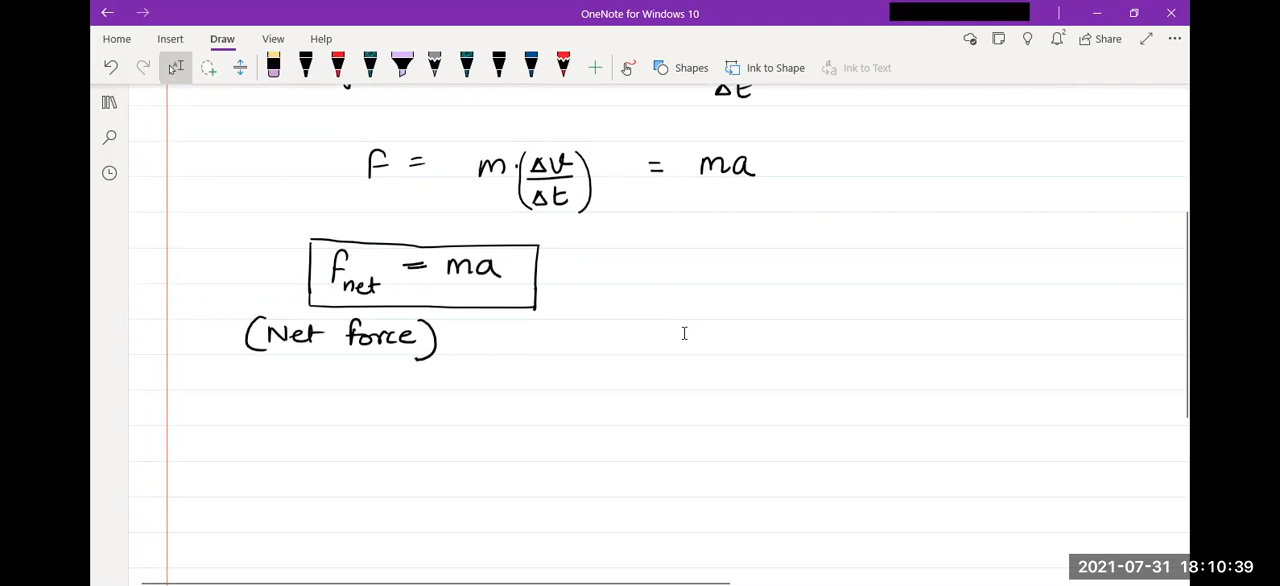 OneNote for Windows 10
Home Insert Draw View Help
Share
Shapes Ink to Shape Ink to Text
Δt
F = m·(Δv/Δt) = ma
Fnet = ma
(Net force)
2021-07-31 18:10:39